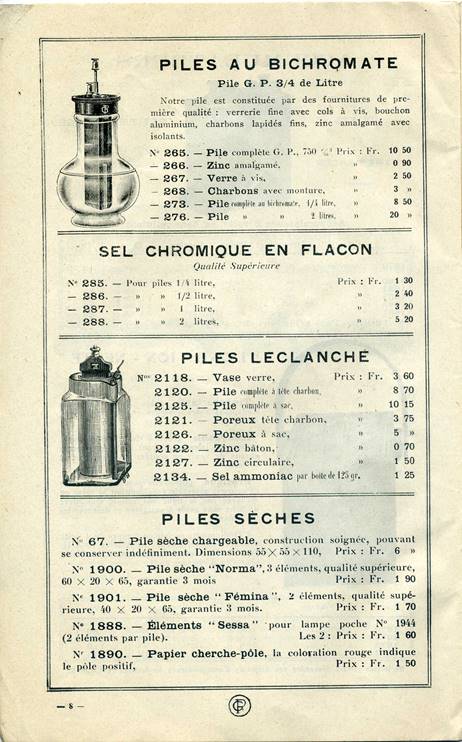 PILES AU BICHROMATE
Pile G. P. 3/4 de Litre
Notre pile est constituée par des fournitures de pre-
mière qualité : verrerie fine avec cols à vis, bouchon
aluminium, charbons lapidés fins, zinc amalgamé avec
isolants.
N° 265. — Pile complète G. P., 750 Prix : Fr. 10 50
— 266. — Zinc amalgamé, » 0 90
— 267. — Verre à vis, » 2 50
— 268. — Charbons avec monture, » 3 »
— 273. — Pile complète au bichromate, 1/4 litre, » 8 50
— 276. — Pile » » 2 litres, » 20 »
SEL CHROMIQUE EN FLACON
Qualité Supérieure
N° 285. — Pour piles 1/4 litre, Prix : Fr. 1 30
— 286. — » » 1/2 litre, » 2 40
— 287. — » » 1 litre, » 3 20
— 288. — » » 2 litres, » 5 20
PILES LECLANCHÉ
Nos 2118. — Vase verre, Prix : Fr. 3 60
2120. — Pile complète à tête charbon, » 8 70
2125. — Pile complète à sac, » 10 15
2121. — Poreux tête charbon, » 3 75
2126. — Poreux à sac, » 5 »
2122. — Zinc bâton, » 0 70
2127. — Zinc circulaire, » 1 50
2134. — Sel ammoniac par boîte de 125 gr. 1 25
PILES SÈCHES
N° 67. — Pile sèche chargeable, construction soignée, pouvant
se conserver indéfiniment. Dimensions 55×55×110, Prix : Fr. 6 »
N° 1900. — Pile sèche "Norma", 3 éléments, qualité supérieure,
60 × 20 × 65, garantie 3 mois Prix : Fr. 1 90
N° 1901. — Pile sèche "Fémina", 2 éléments, qualité supé-
rieure, 40 × 20 × 65, garantie 3 mois. Prix : Fr. 1 70
N° 1888. — Éléments "Sessa" pour lampe poche N° 1944
(2 éléments par pile). Les 2 : Prix : Fr. 1 60
N° 1890. — Papier cherche-pôle, la coloration rouge indique
le pôle positif, Prix : Fr. 1 50
— 8 —